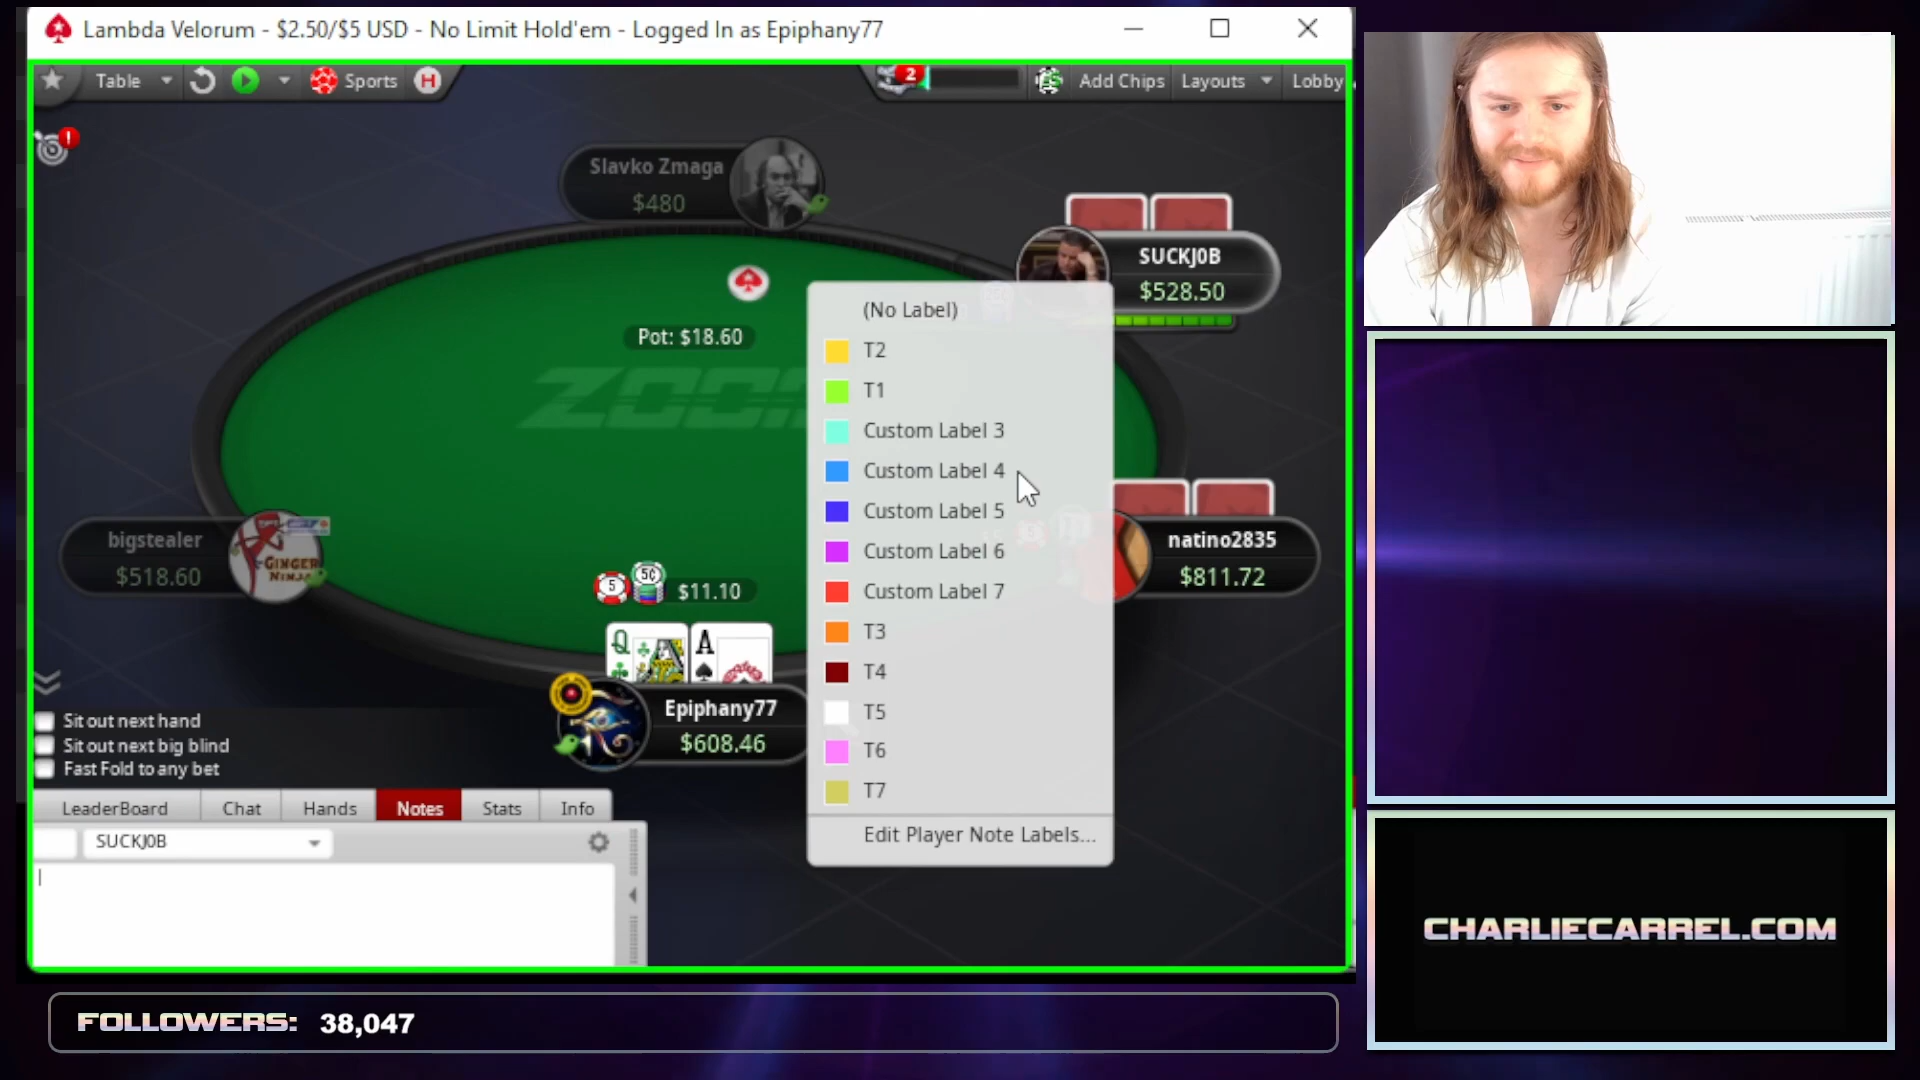 Lambda Velorum - $2.50/$5 USD - No Limit Hold'em - Logged In as Epiphany77
Table
Sports
H
2
Add Chips
Layouts
Lobby
!
Slavko Zmaga
$480
SUCKJ0B
$528.50
Pot: $18.60
(No Label)
T2
T1
Custom Label 3
Custom Label 4
Custom Label 5
Custom Label 6
Custom Label 7
T3
T4
T5
T6
T7
Edit Player Note Labels...
bigstealer
$518.60
GINGER
natino2835
$811.72
5
5¢
$11.10
Q
A
Epiphany77
$608.46
Sit out next hand
Sit out next big blind
Fast Fold to any bet
LeaderBoard
Chat
Hands
Notes
Stats
Info
SUCKJ0B
CHARLIECARREL.COM
FOLLOWERS: 38,047